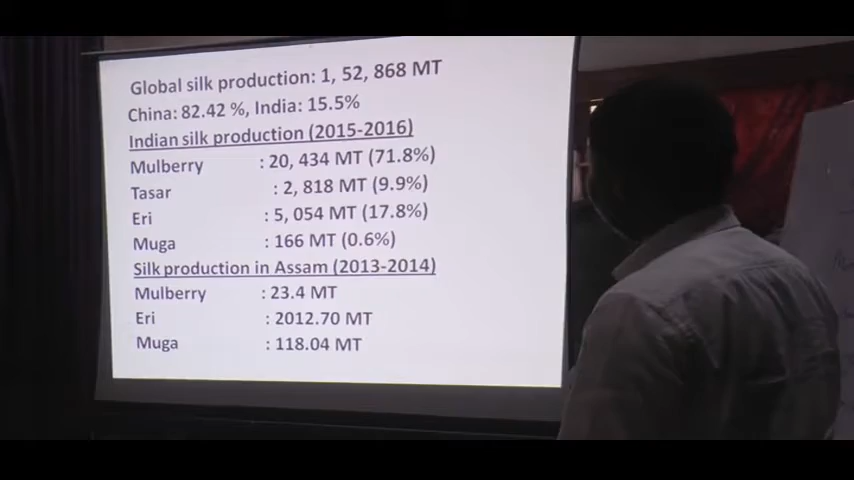 Global silk production: 1, 52, 868 MT
China: 82.42 %, India: 15.5%
Indian silk production (2015-2016)
Mulberry : 20, 434 MT (71.8%)
Tasar : 2, 818 MT (9.9%)
Eri : 5, 054 MT (17.8%)
Muga : 166 MT (0.6%)
Silk production in Assam (2013-2014)
Mulberry : 23.4 MT
Eri : 2012.70 MT
Muga : 118.04 MT